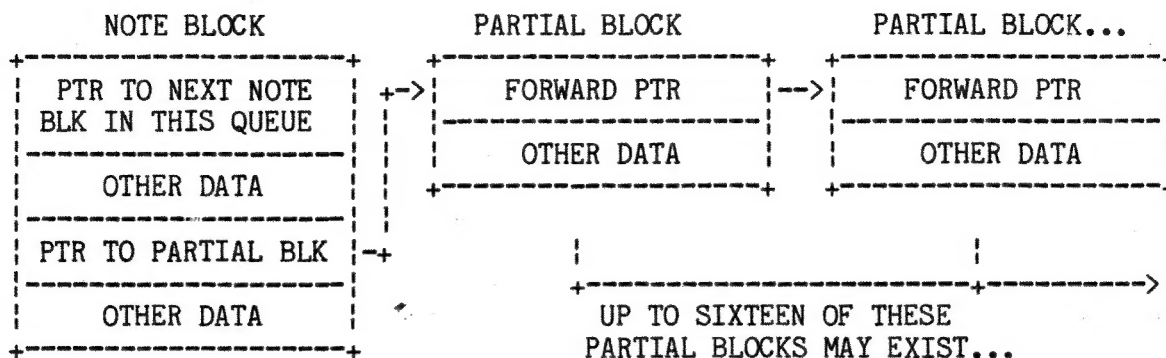 NOTE BLOCK PARTIAL BLOCK PARTIAL BLOCK...
PTR TO NEXT NOTE
BLK IN THIS QUEUE
OTHER DATA
PTR TO PARTIAL BLK
OTHER DATA
FORWARD PTR
OTHER DATA
FORWARD PTR
OTHER DATA
UP TO SIXTEEN OF THESE
PARTIAL BLOCKS MAY EXIST...